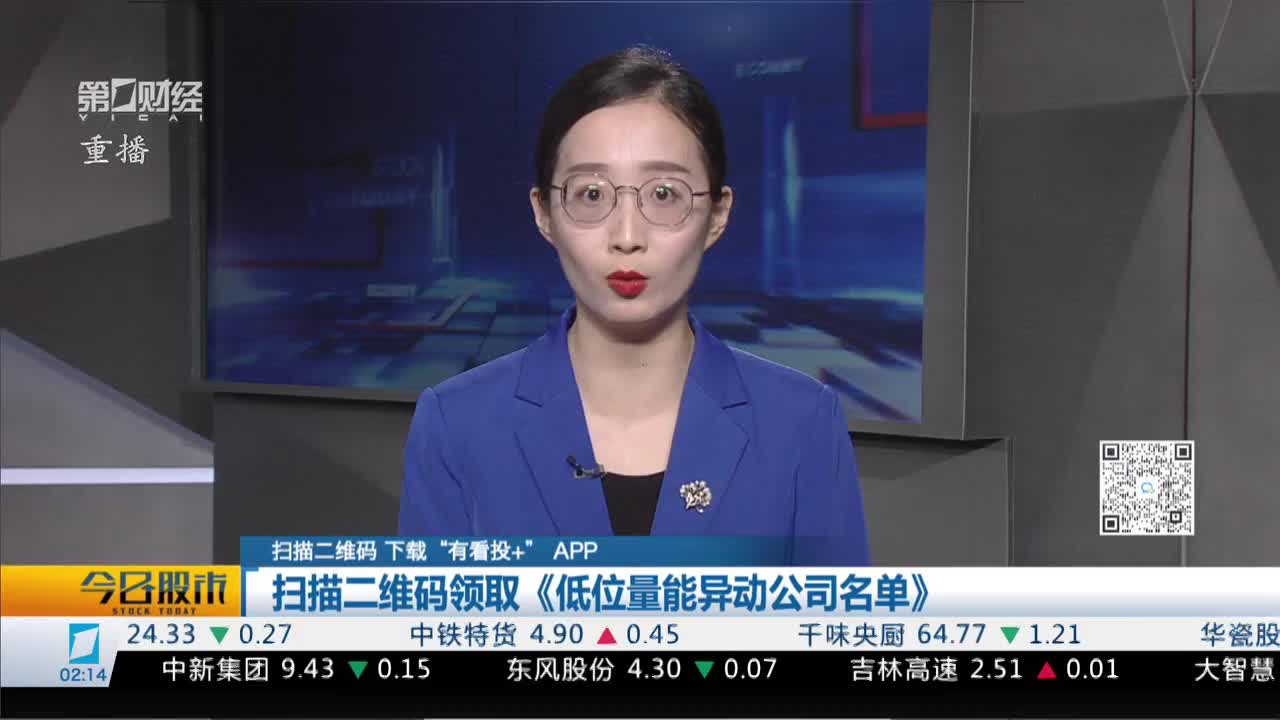 第一财经
YICAI
重播
ECONOMY
STOCK
TODAY
扫描二维码 下载“有看投+” APP
今日股市
STOCK TODAY
扫描二维码领取《低位量能异动公司名单》
24.33 ▼ 0.27 中铁特货 4.90 ▲ 0.45 千味央厨 64.77 ▼ 1.21 华瓷股
02:14
中新集团 9.43 ▼ 0.15 东风股份 4.30 ▼ 0.07 吉林高速 2.51 ▲ 0.01 大智慧